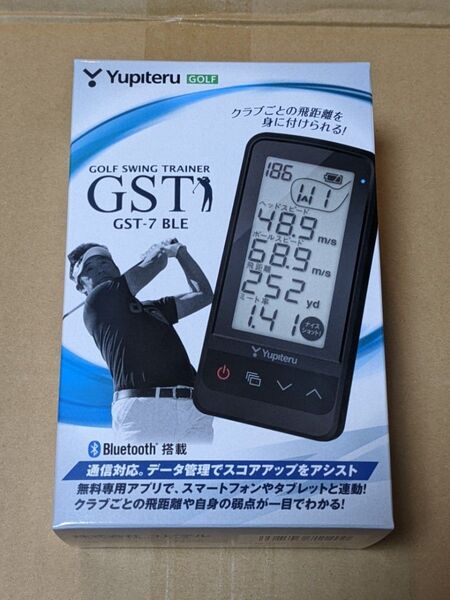 Yupiteru GOLF
クラブごとの飛距離を
身に付けられる!
GOLF SWING TRAINER
GST
GST-7 BLE
186
1W
ヘッドスピード
48.9 m/s
ボールスピード
68.9 m/s
飛距離
252 yd
ミート率
1.41 ナイスショット!
Yupiteru
Bluetooth® 搭載
通信対応。データ管理でスコアアップをアシスト
無料専用アプリで、スマートフォンやタブレットと連動!
クラブごとの飛距離や自身の弱点が一目でわかる!